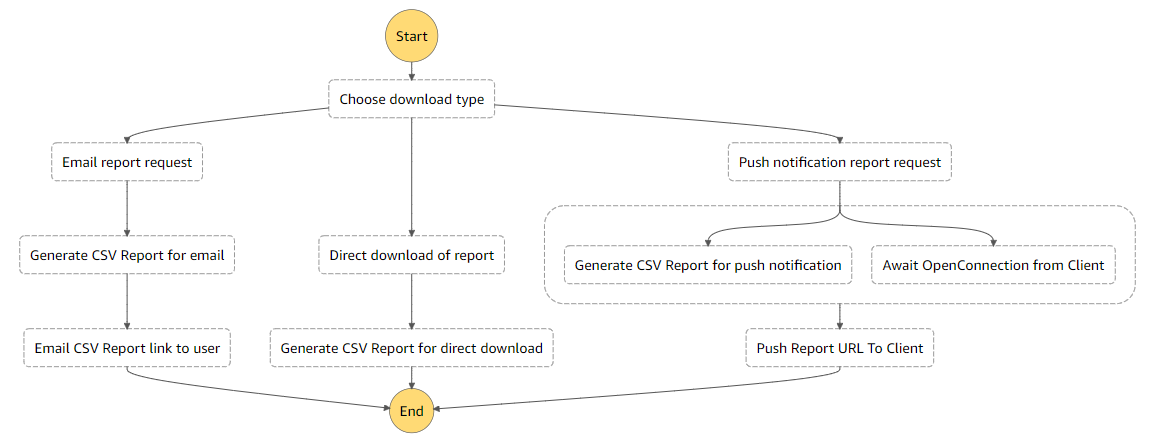 Start
Choose download type
Email report request
Push notification report request
Generate CSV Report for email
Direct download of report
Generate CSV Report for push notification
Await OpenConnection from Client
Email CSV Report link to user
Generate CSV Report for direct download
Push Report URL To Client
End